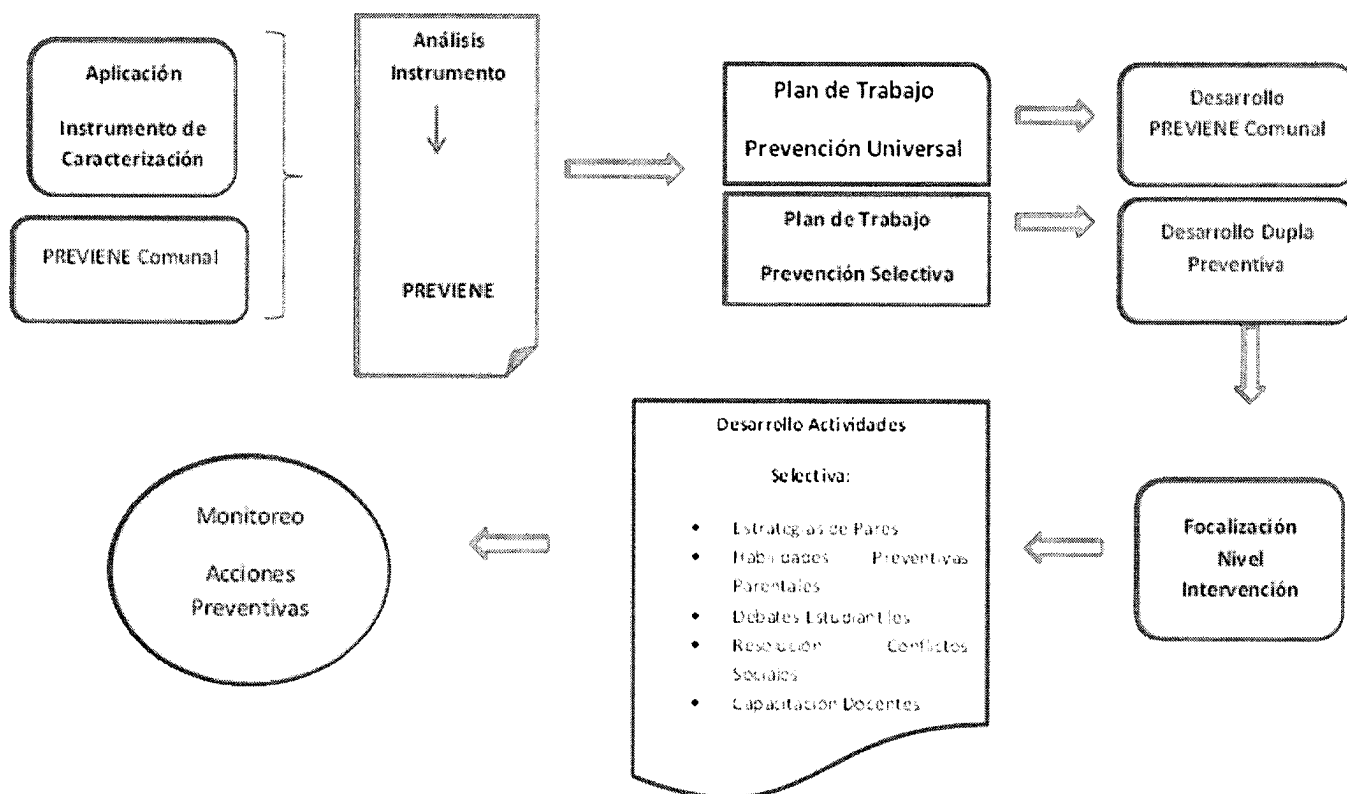 Aplicación
Instrumento de
Caracterización
PREVIENE Comunal
Análisis
Instrumento
PREVIENE
Plan de Trabajo
Prevención Universal
Plan de Trabajo
Prevención Selectiva
Desarrollo
PREVIENE Comunal
Desarrollo Dupla
Preventiva
Focalización
Nivel
Intervención
Desarrollo Actividades
Selectiva:
• Estrategias de Pares
• Habilidades Preventivas
Parentales
• Debates Estudiantiles
• Resolución Conflictos
Sociales
• Capacitación Docentes
Monitoreo
Acciones
Preventivas